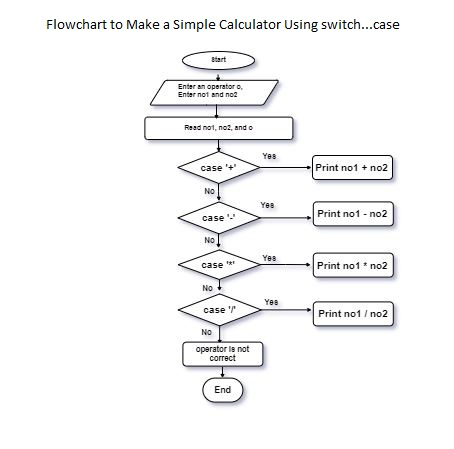 Flowchart to Make a Simple Calculator Using switch...case
Start
Enter an operator o,
Enter no1 and no2
Read no1, no2, and o
case '+'
Yes
Print no1 + no2
No
case '-'
Yes
Print no1 - no2
No
case '*'
Yes
Print no1 * no2
No
case '/'
Yes
Print no1 / no2
No
operator is not
correct
End